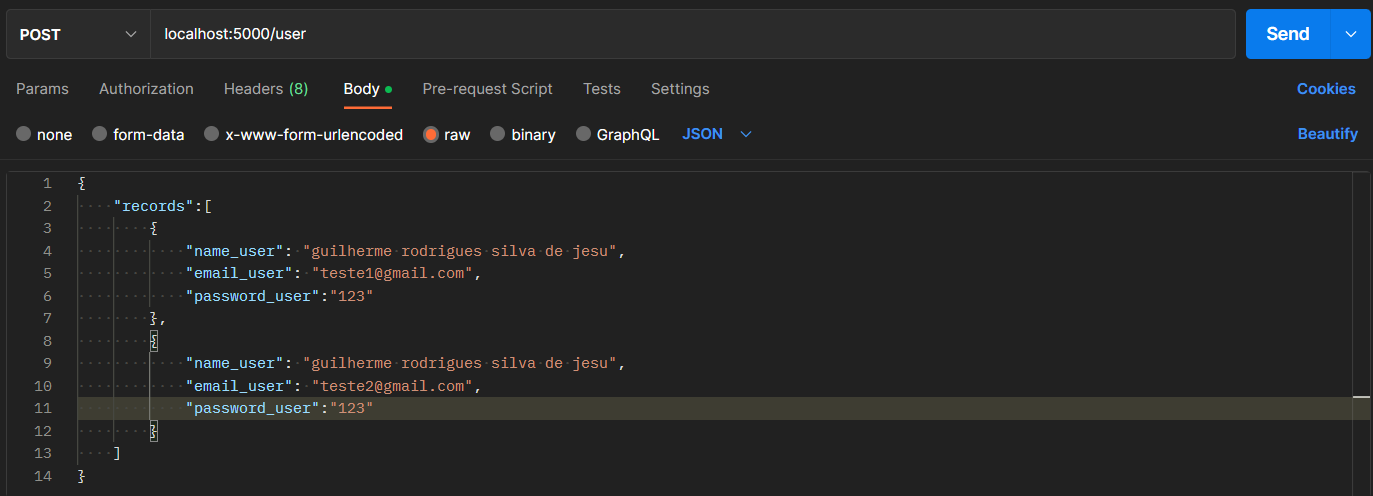 POST localhost:5000/user Send
Params Authorization Headers (8) Body Pre-request Script Tests Settings Cookies
none form-data x-www-form-urlencoded raw binary GraphQL JSON Beautify
1 {
2 "records":[
3 {
4 "name_user": "guilherme rodrigues silva de jesu",
5 "email_user": "teste1@gmail.com",
6 "password_user":"123"
7 },
8 {
9 "name_user": "guilherme rodrigues silva de jesu",
10 "email_user": "teste2@gmail.com",
11 "password_user":"123"
12 }
13 ]
14 }